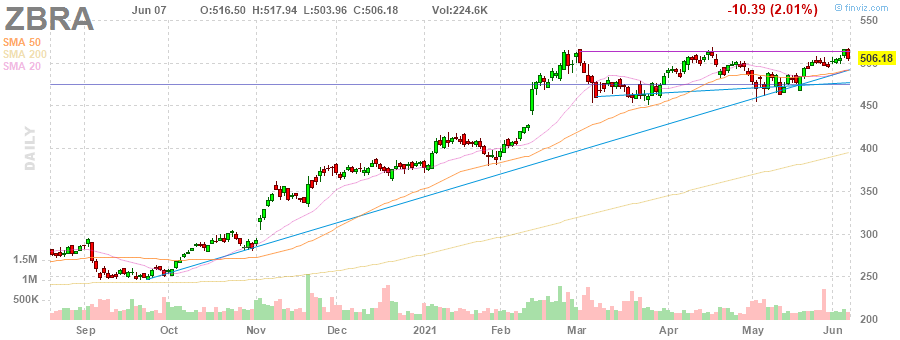 ZBRA
Jun 07 O:516.50 H:517.94 L:503.96 C:506.18 Vol:224.6K -10.39 (2.01%)
© finviz.com
SMA 50
SMA 200
SMA 20
DAILY
550
506.18
500
450
400
350
300
250
200
1.5M
1M
500K
Sep Oct Nov Dec 2021 Feb Mar Apr May Jun